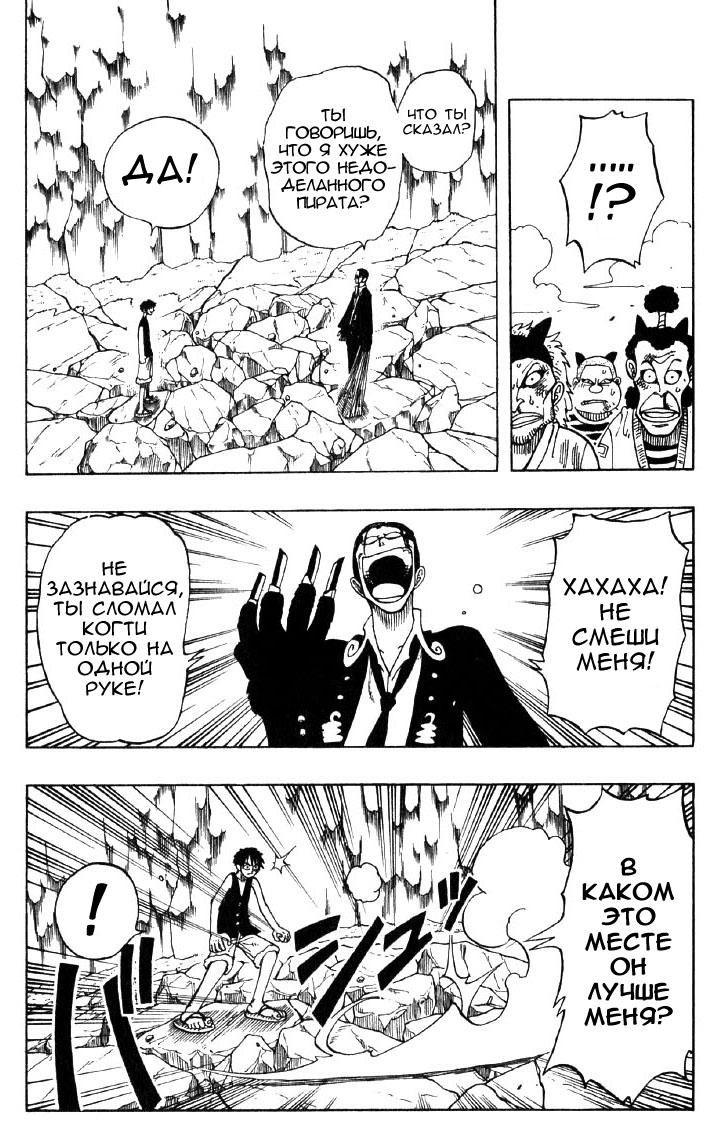 ......
!?
ЧТО ТЫ
СКАЗАЛ?
ТЫ
ГОВОРИШЬ,
ЧТО Я ХУЖЕ
ЭТОГО НЕДО-
ДЕЛАННОГО
ПИРАТА?
ДА!
ХАХАХА!
НЕ
СМЕШИ
МЕНЯ!
НЕ
ЗАЗНАВАЙСЯ,
ТЫ СЛОМАЛ
КОГТИ
ТОЛЬКО НА
ОДНОЙ
РУКЕ!
В
КАКОМ
ЭТО
МЕСТЕ
ОН
ЛУЧШЕ
МЕНЯ?
!